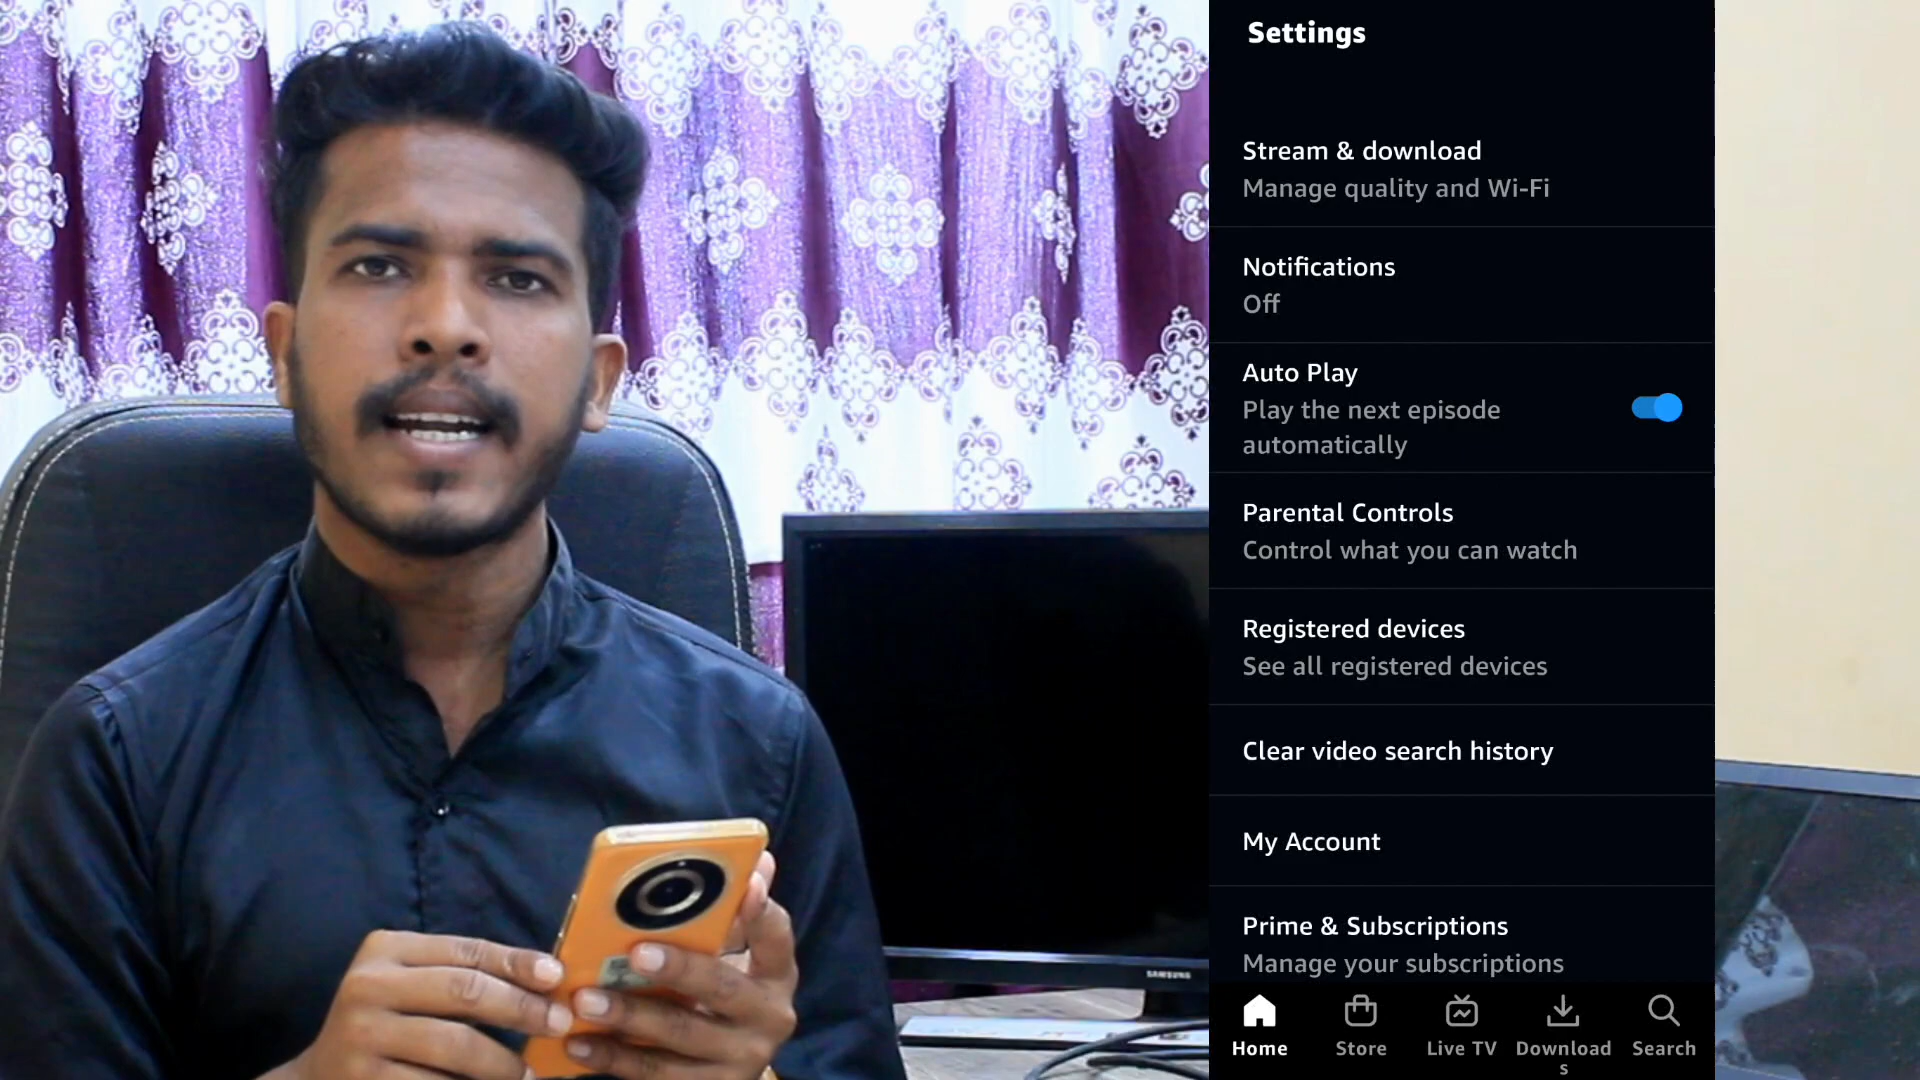 Settings
Stream & download
Manage quality and Wi-Fi
Notifications
Off
Auto Play
Play the next episode
automatically
Parental Controls
Control what you can watch
Registered devices
See all registered devices
Clear video search history
My Account
Prime & Subscriptions
Manage your subscriptions
SAMSUNG
Home Store Live TV Download
s Search